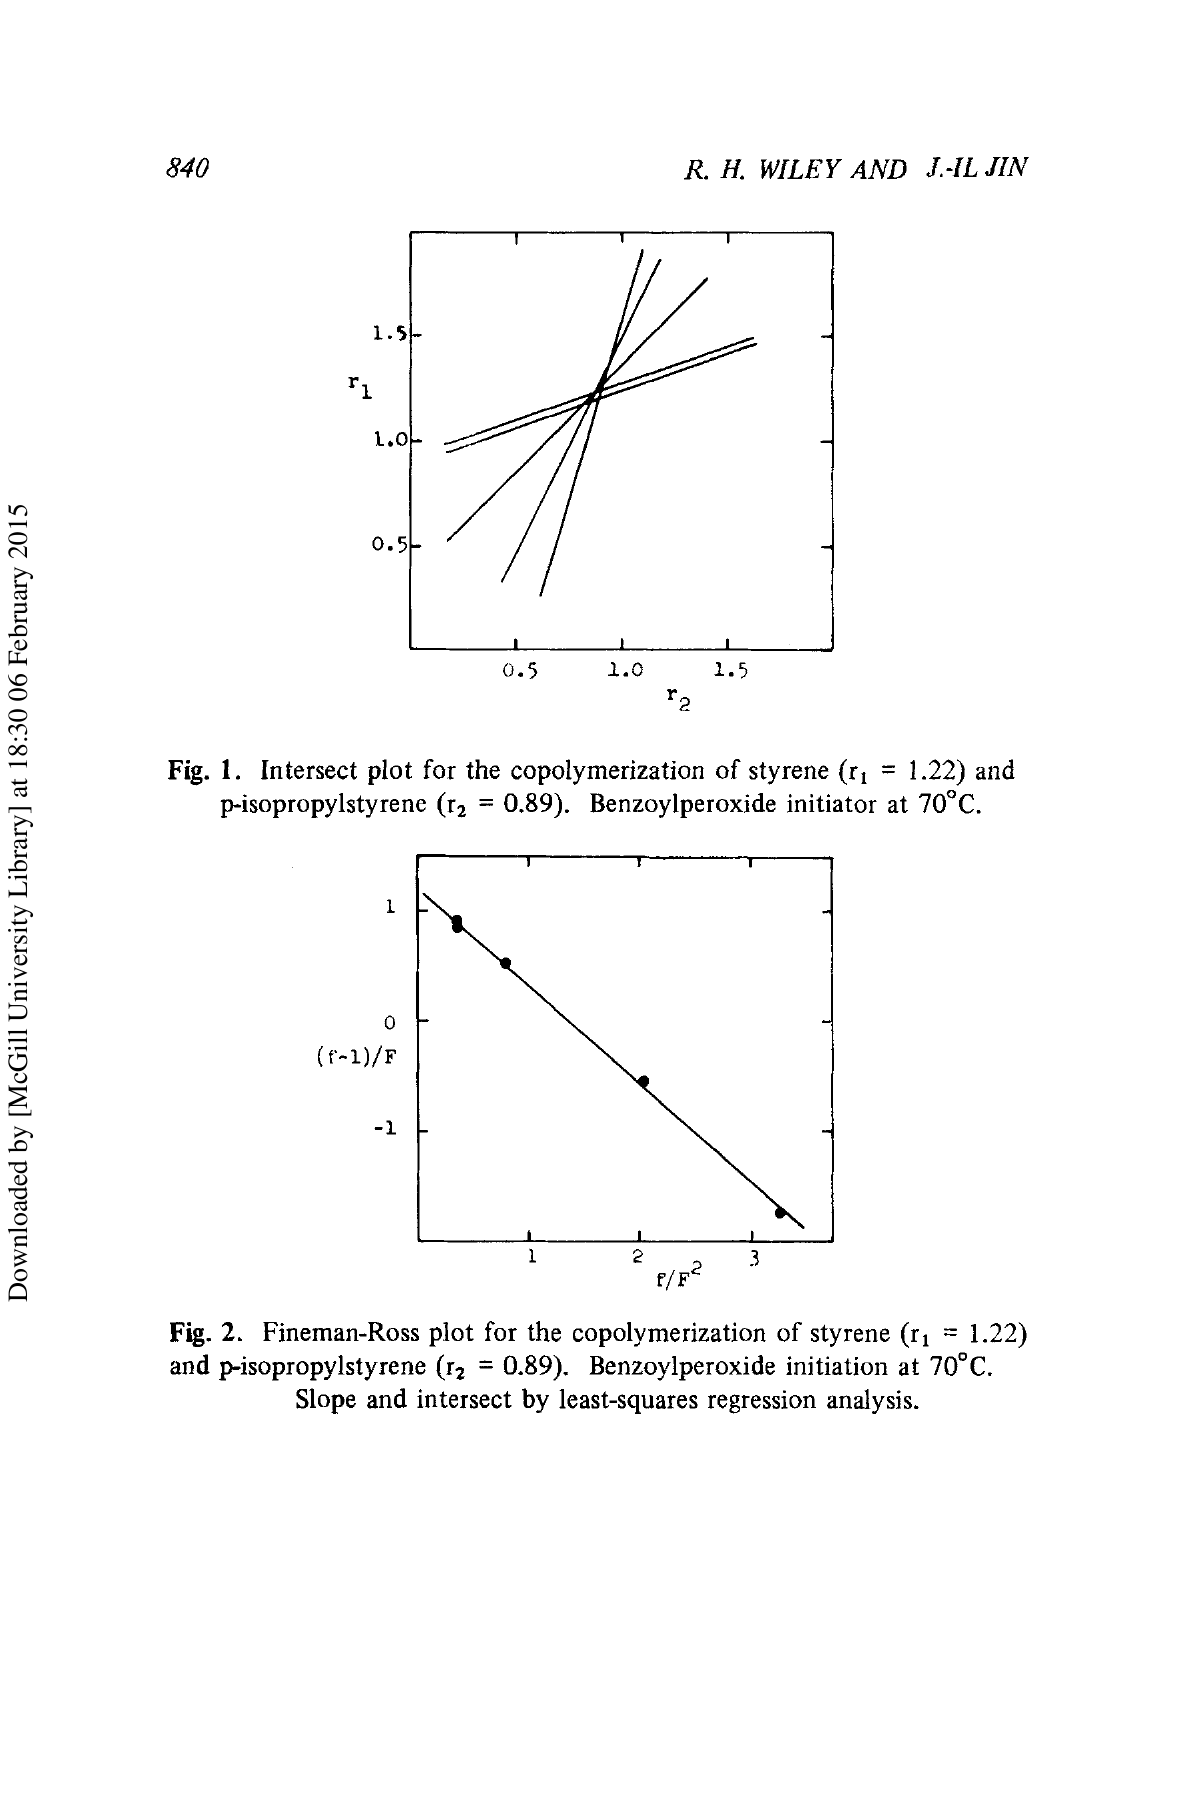 840 R. H. WILEY AND J.-IL JIN
1.5
r1
1.0
0.5
0.5 1.0 1.5
r2
Fig. 1. Intersect plot for the copolymerization of styrene (r₁ = 1.22) and
p-isopropylstyrene (r₂ = 0.89). Benzoylperoxide initiator at 70°C.
1
0
(f-1)/F
-1
1 2 3
f/F²
Fig. 2. Fineman-Ross plot for the copolymerization of styrene (r₁ = 1.22)
and p-isopropylstyrene (r₂ = 0.89). Benzoylperoxide initiation at 70°C.
Slope and intersect by least-squares regression analysis.
Downloaded by [McGill University Library] at 18:30 06 February 2015